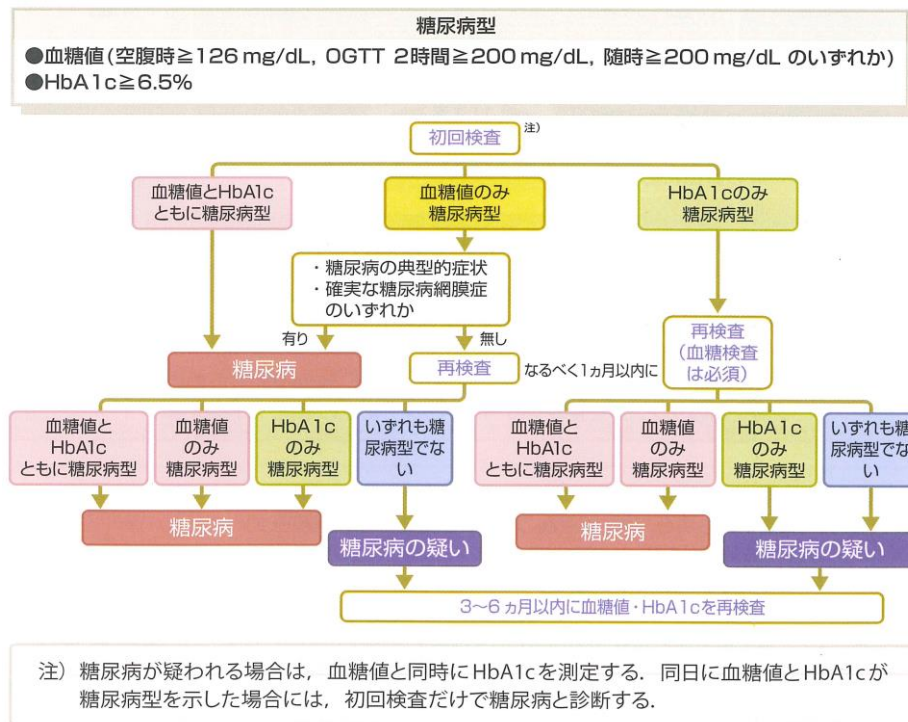 糖尿病型
●血糖値(空腹時≧126 mg/dL, OGTT 2時間≧200 mg/dL, 随時≧200 mg/dL のいずれか)
●HbA1c≧6.5%
初回検査 注)
血糖値とHbA1c
ともに糖尿病型
血糖値のみ
糖尿病型
HbA1cのみ
糖尿病型
・糖尿病の典型的症状
・確実な糖尿病網膜症
のいずれか
有り
無し
糖尿病
再検査
なるべく1ヵ月以内に
再検査
(血糖検査
は必須)
血糖値と
HbA1c
ともに糖尿病型
血糖値
のみ
糖尿病型
HbA1c
のみ
糖尿病型
いずれも糖
尿病型でな
い
血糖値と
HbA1c
ともに糖尿病型
血糖値
のみ
糖尿病型
HbA1c
のみ
糖尿病型
いずれも糖
尿病型でな
い
糖尿病
糖尿病の疑い
糖尿病
糖尿病の疑い
3〜6ヵ月以内に血糖値・HbA1cを再検査
注) 糖尿病が疑われる場合は, 血糖値と同時にHbA1cを測定する. 同日に血糖値とHbA1cが
糖尿病型を示した場合には, 初回検査だけで糖尿病と診断する.